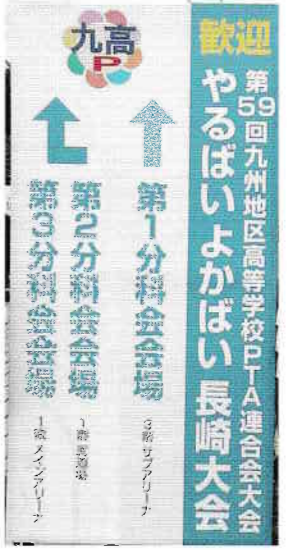 歓迎
第59回九州地区高等学校PTA連合会大会
やるばいよかばい 長崎大会
九高
P
第1分科会会場
3階 サブアリーナ
第2分科会会場
1階 武道場
第3分科会会場
1階 メインアリーナ